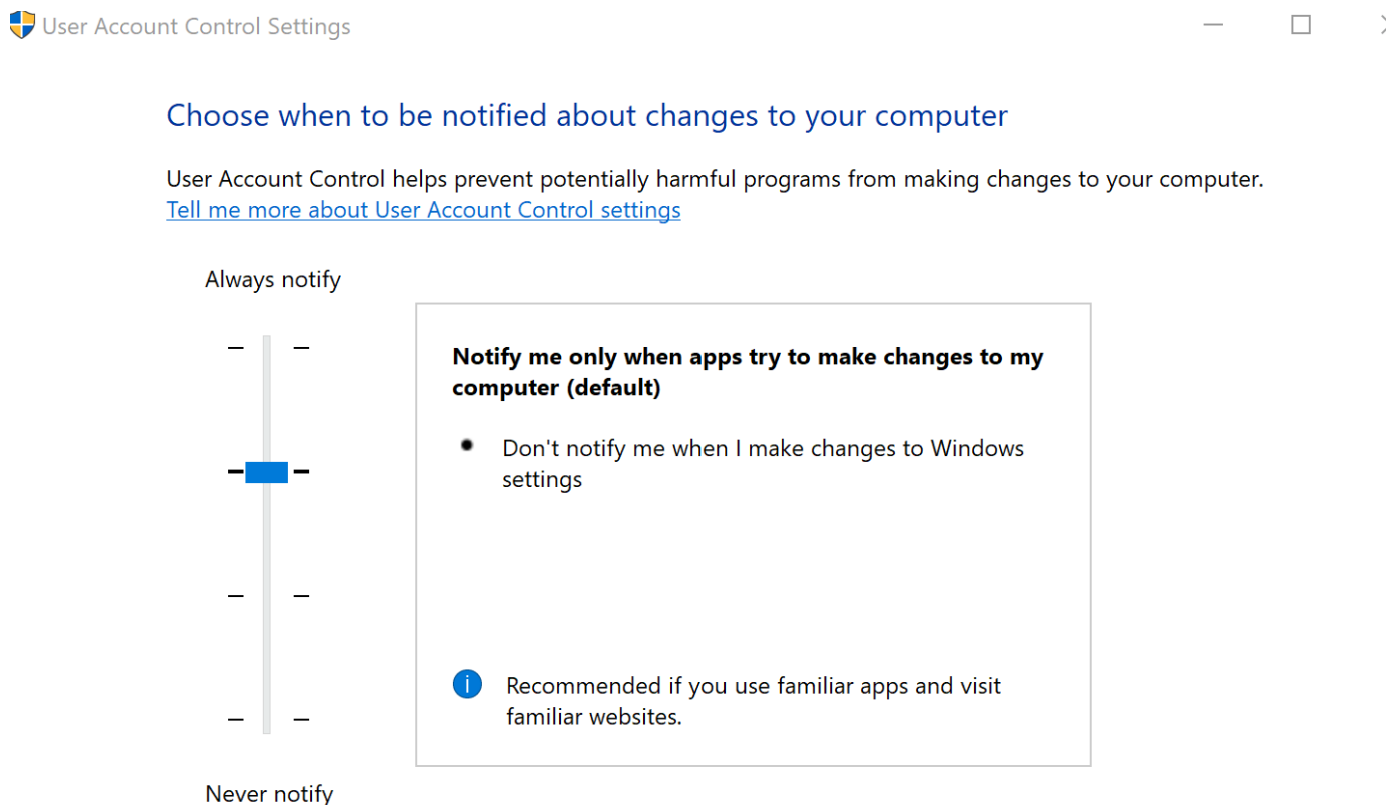 User Account Control Settings
Choose when to be notified about changes to your computer
User Account Control helps prevent potentially harmful programs from making changes to your computer.
Tell me more about User Account Control settings
Always notify
Notify me only when apps try to make changes to my
computer (default)
Don't notify me when I make changes to Windows
settings
Recommended if you use familiar apps and visit
familiar websites.
Never notify